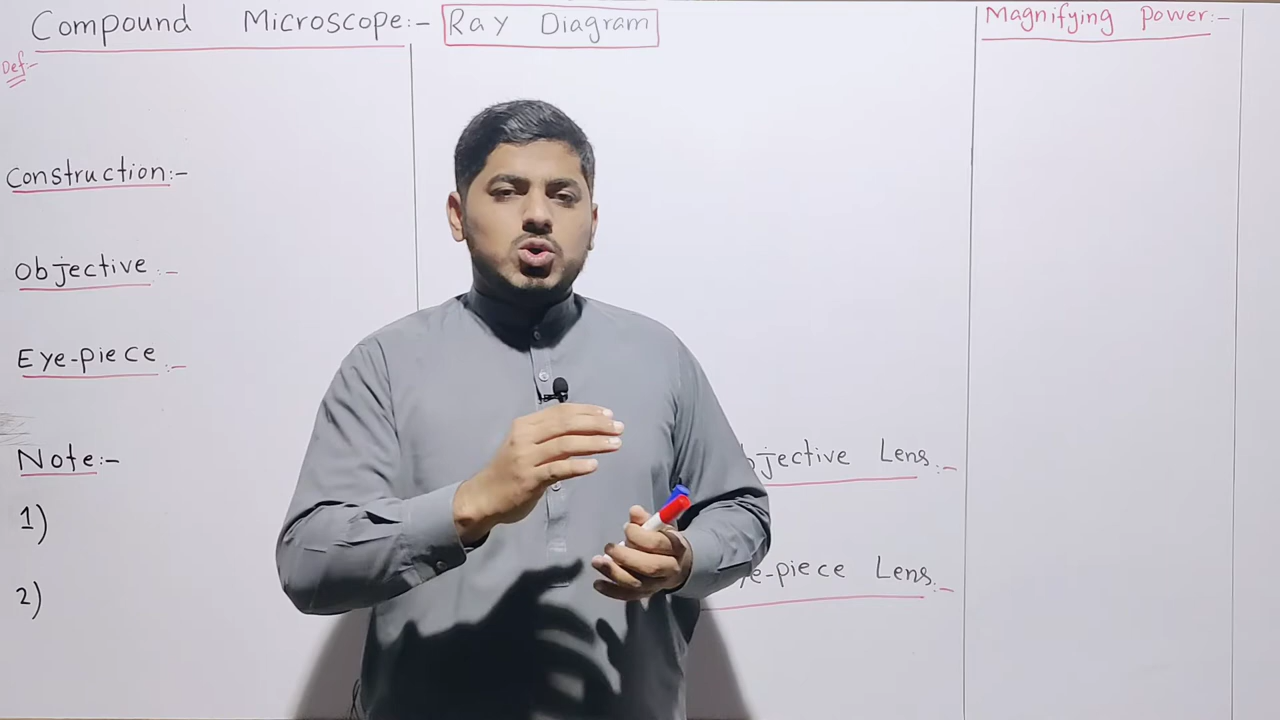 Compound Microscope:-
Def:-
Construction:-
Objective:-
Eye-piece:-
Note:-
1)
2)
Ray Diagram
Lens:-
Lens:-
Magnifying Power:-